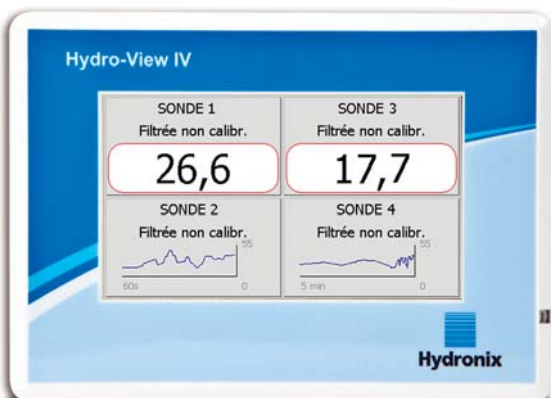 Hydro-View IV
SONDE 1
Filtrée non calibr.
26,6
SONDE 3
Filtrée non calibr.
17,7
SONDE 2
Filtrée non calibr.
55
60s
0
SONDE 4
Filtrée non calibr.
55
5 min
0
Hydronix